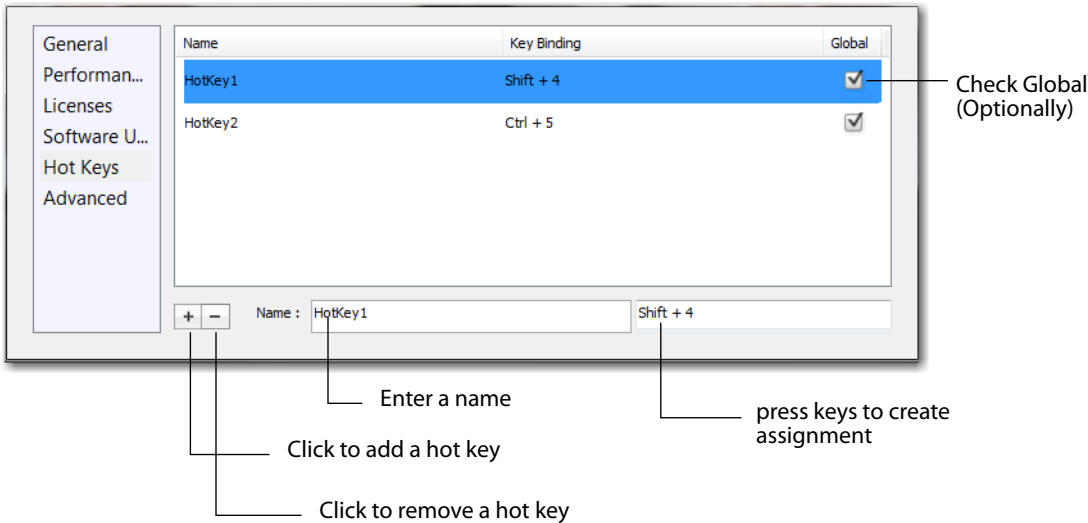 General
Performan...
Licenses
Software U...
Hot Keys
Advanced
Name Key Binding Global
HotKey1 Shift + 4
HotKey2 Ctrl + 5
Check Global
(Optionally)
+ − Name : HotKey1 Shift + 4
Enter a name
press keys to create
assignment
Click to add a hot key
Click to remove a hot key